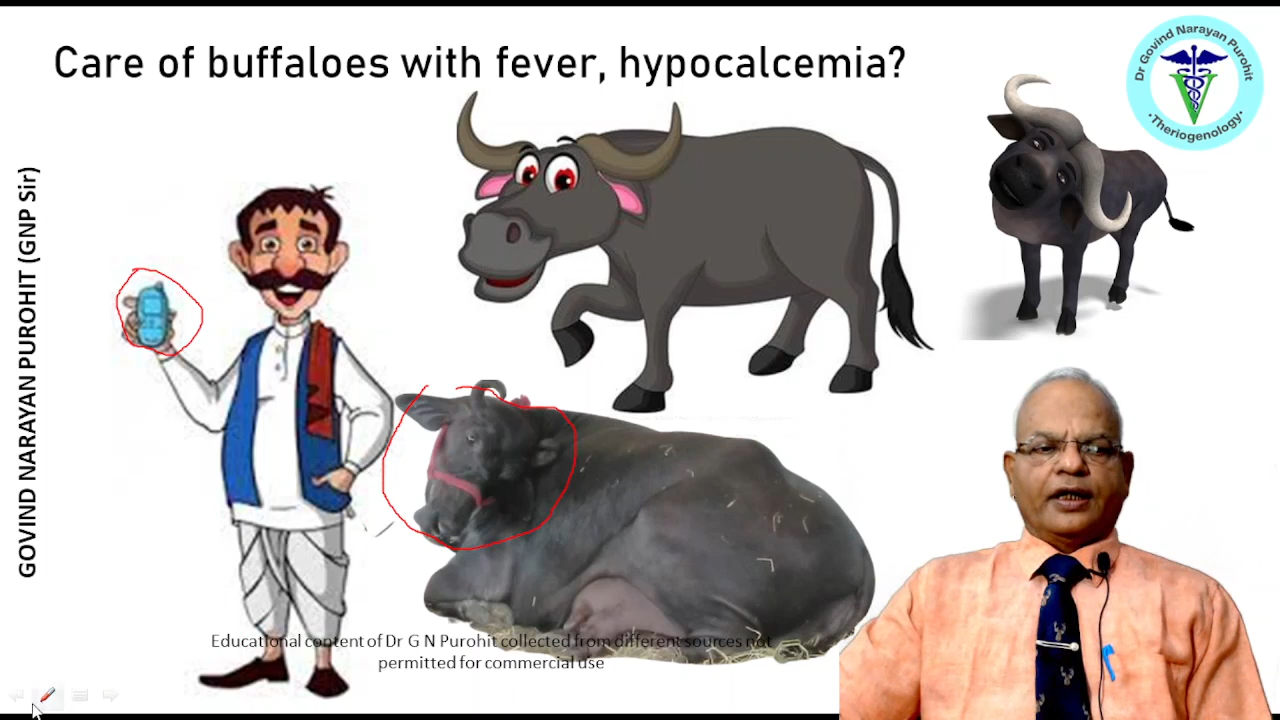 Care of buffaloes with fever, hypocalcemia?
Dr Govind Narayan Purohit
•Theriogenology•
GOVIND NARAYAN PUROHIT (GNP Sir)
Educational content of Dr G N Purohit collected from different sources not
permitted for commercial use